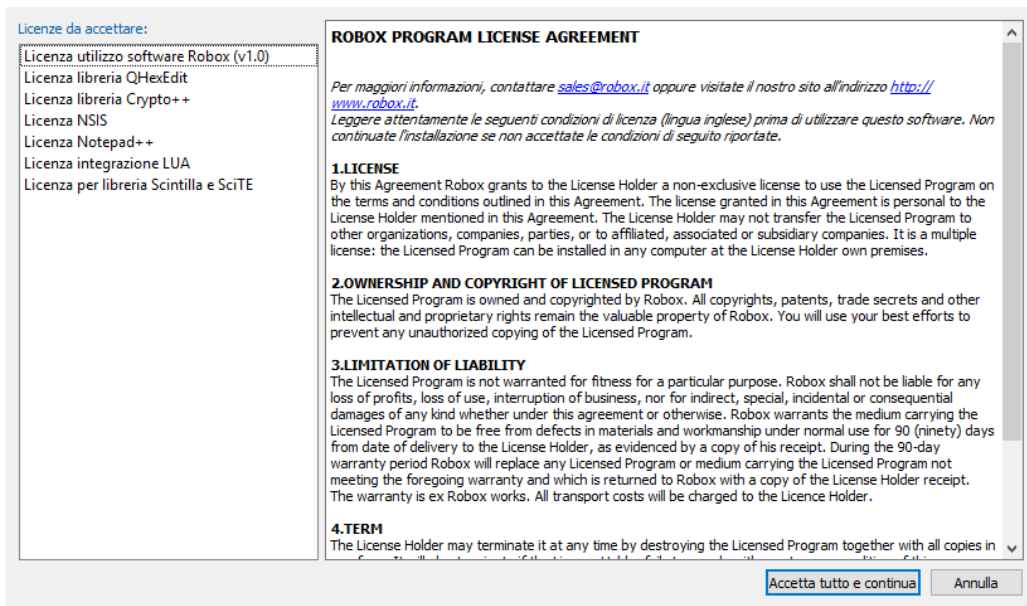 Licenze da accettare:
Licenza utilizzo software Robox (v1.0)
Licenza libreria QHexEdit
Licenza libreria Crypto++
Licenza NSIS
Licenza Notepad++
Licenza integrazione LUA
Licenza per libreria Scintilla e SciTE
ROBOX PROGRAM LICENSE AGREEMENT
Per maggiori informazioni, contattare sales@robox.it oppure visitate il nostro sito all'indirizzo http://
www.robox.it.
Leggere attentamente le seguenti condizioni di licenza (lingua inglese) prima di utilizzare questo software. Non
continuate l'installazione se non accettate le condizioni di seguito riportate.
1.LICENSE
By this Agreement Robox grants to the License Holder a non-exclusive license to use the Licensed Program on
the terms and conditions outlined in this Agreement. The license granted in this Agreement is personal to the
License Holder mentioned in this Agreement. The License Holder may not transfer the Licensed Program to
other organizations, companies, parties, or to affiliated, associated or subsidiary companies. It is a multiple
license: the Licensed Program can be installed in any computer at the License Holder own premises.
2.OWNERSHIP AND COPYRIGHT OF LICENSED PROGRAM
The Licensed Program is owned and copyrighted by Robox. All copyrights, patents, trade secrets and other
intellectual and proprietary rights remain the valuable property of Robox. You will use your best efforts to
prevent any unauthorized copying of the Licensed Program.
3.LIMITATION OF LIABILITY
The Licensed Program is not warranted for fitness for a particular purpose. Robox shall not be liable for any
loss of profits, loss of use, interruption of business, nor for indirect, special, incidental or consequential
damages of any kind whether under this agreement or otherwise. Robox warrants the medium carrying the
Licensed Program to be free from defects in materials and workmanship under normal use for 90 (ninety) days
from date of delivery to the License Holder, as evidenced by a copy of his receipt. During the 90-day
warranty period Robox will replace any Licensed Program or medium carrying the Licensed Program not
meeting the foregoing warranty and which is returned to Robox with a copy of the License Holder receipt.
The warranty is ex Robox works. All transport costs will be charged to the Licence Holder.
4.TERM
The License Holder may terminate it at any time by destroying the Licensed Program together with all copies in
Accetta tutto e continua
Annulla